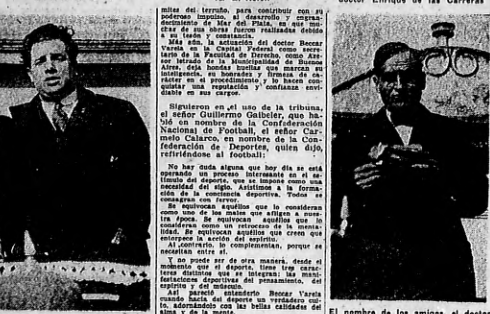 doctor Enrique de las Carreras
mites del terruño, para contribuir con su
poderoso impulso, al desarrollo y engran-
decimiento de Mar del Plata, en que mu-
chas de sus obras fueron realizadas debido
a su tesón y constancia.
Más aún, la actuación del doctor Beccar
Varela en la Capital Federal como secre-
tario de la Facultad de Derecho, como Ase-
sor letrado de la Municipalidad de Buenos
Aires, deja hondas huellas que marcan su
inteligencia, su honradez y firmeza de ca-
rácter en el procedimiento y lo hacen con-
quistar una reputación y confianza envi-
diable en sus cargos.
Siguieron en el uso de la tribuna,
el señor Guillermo Gaibeler, que ha-
bló en nombre de la Confederación
Nacional de Football, el señor Car-
melo Calarco, en nombre de la Con-
federación de Deportes, quien dijo,
refiriéndose al football:
No hay duda alguna que hoy día se está
operando un proceso interesante en el es-
tímulo del deporte, que se impone como una
necesidad del siglo. Asistimos a la forma-
ción de la conciencia deportiva. Todos se
consagran con fervor.
Se equivocan aquéllos que lo consideran
como uno de los males que afligen a nues-
tra época. Se equivocan aquéllos que lo
consideran como un retroceso de la menta-
lidad. Se equivocan aquéllos que creen que
entorpece la acción del espíritu.
Al contrario, lo complementan, porque se
necesitan entre sí.
Y no puede ser de otra manera, desde el
momento que el deporte, tiene tres carac-
teres distintos que se integran: las mani-
festaciones deportivas del pensamiento, del
espíritu y del músculo.
Así pareció entenderlo Beccar Varela
cuando hacía del deporte un verdadero cul-
to, adornándolo con las bellas calidades del
alma y de la mente.
El nombre de los amigos, el doctor